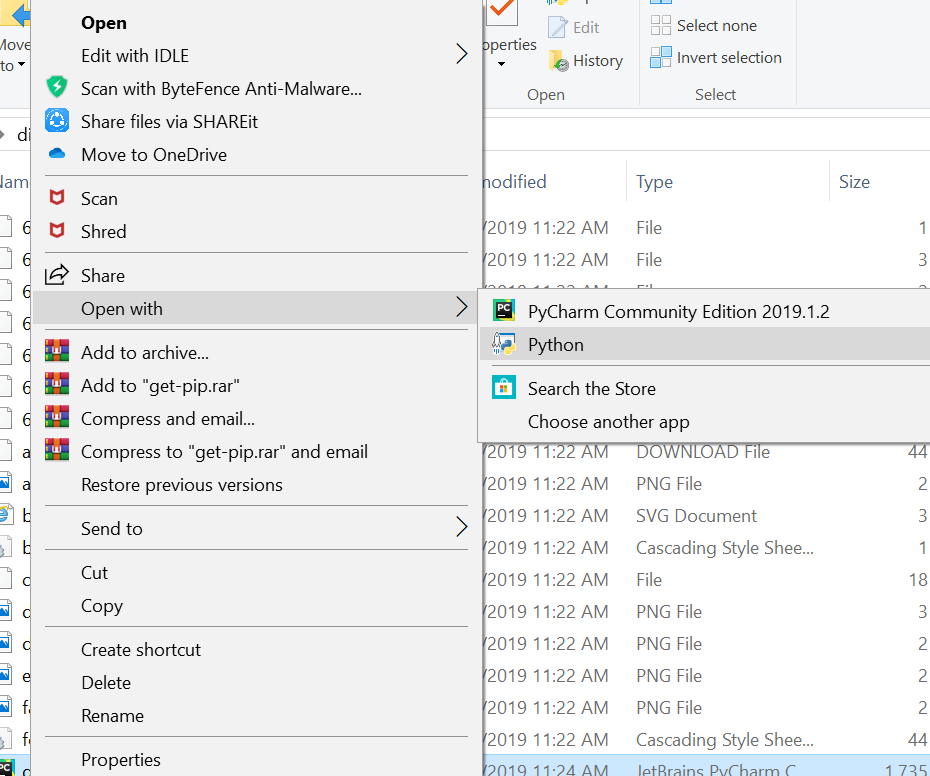 Open
Edit with IDLE
Scan with ByteFence Anti-Malware...
Share files via SHAREit
Move to OneDrive
Scan
Shred
Share
Open with
Add to archive...
Add to "get-pip.rar"
Compress and email...
Compress to "get-pip.rar" and email
Restore previous versions
Send to
Cut
Copy
Create shortcut
Delete
Rename
Properties
PyCharm Community Edition 2019.1.2
Python
Search the Store
Choose another app
Move
to
operties
Edit
History
Open
Select none
Invert selection
Select
di
Nam
modified
Type
Size
6 /2019 11:22 AM File 1
6 /2019 11:22 AM File 3
6
6
6
6
6
a /2019 11:22 AM DOWNLOAD File 44
a /2019 11:22 AM PNG File 2
b /2019 11:22 AM SVG Document 3
b /2019 11:22 AM Cascading Style Shee... 1
/2019 11:22 AM File 18
/2019 11:22 AM PNG File 3
/2019 11:22 AM PNG File 2
e /2019 11:22 AM PNG File 2
fa /2019 11:22 AM PNG File 2
/2019 11:22 AM Cascading Style Shee... 44
/2019 11:24 AM JetBrains PyCharm C... 1,735